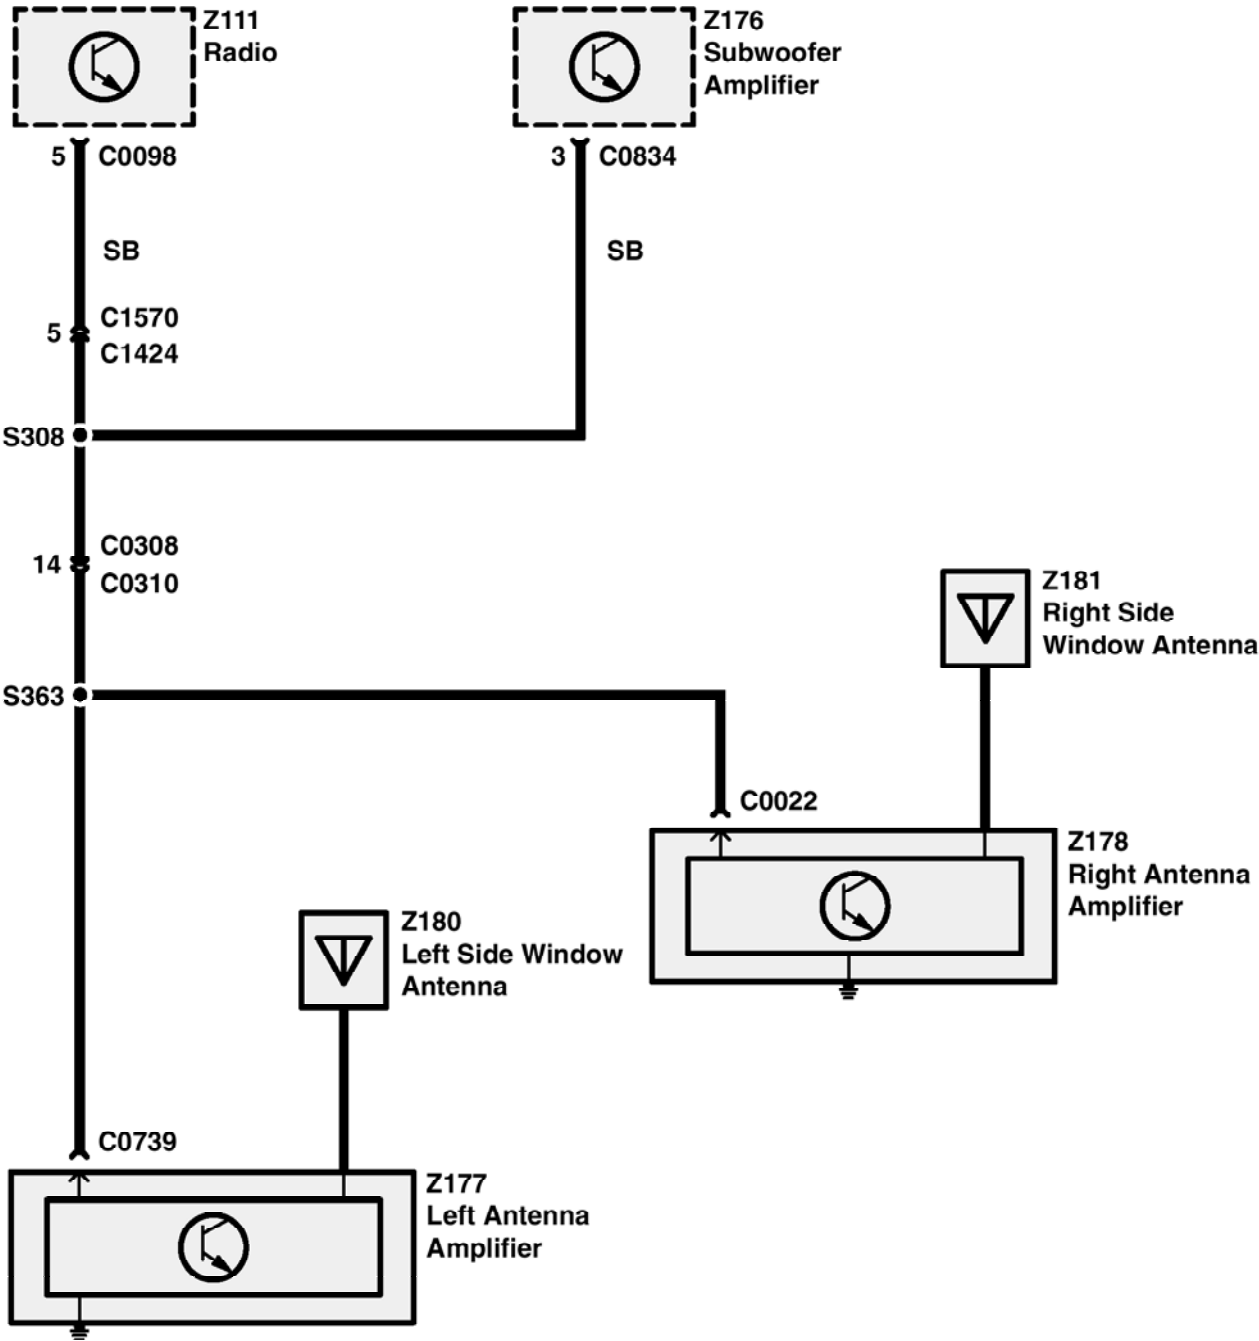 Z111
Radio
Z176
Subwoofer
Amplifier
5 C0098
3 C0834
SB
SB
C1570
5
C1424
S308
C0308
14
C0310
Z181
Right Side
Window Antenna
S363
C0022
Z178
Right Antenna
Amplifier
Z180
Left Side Window
Antenna
C0739
Z177
Left Antenna
Amplifier